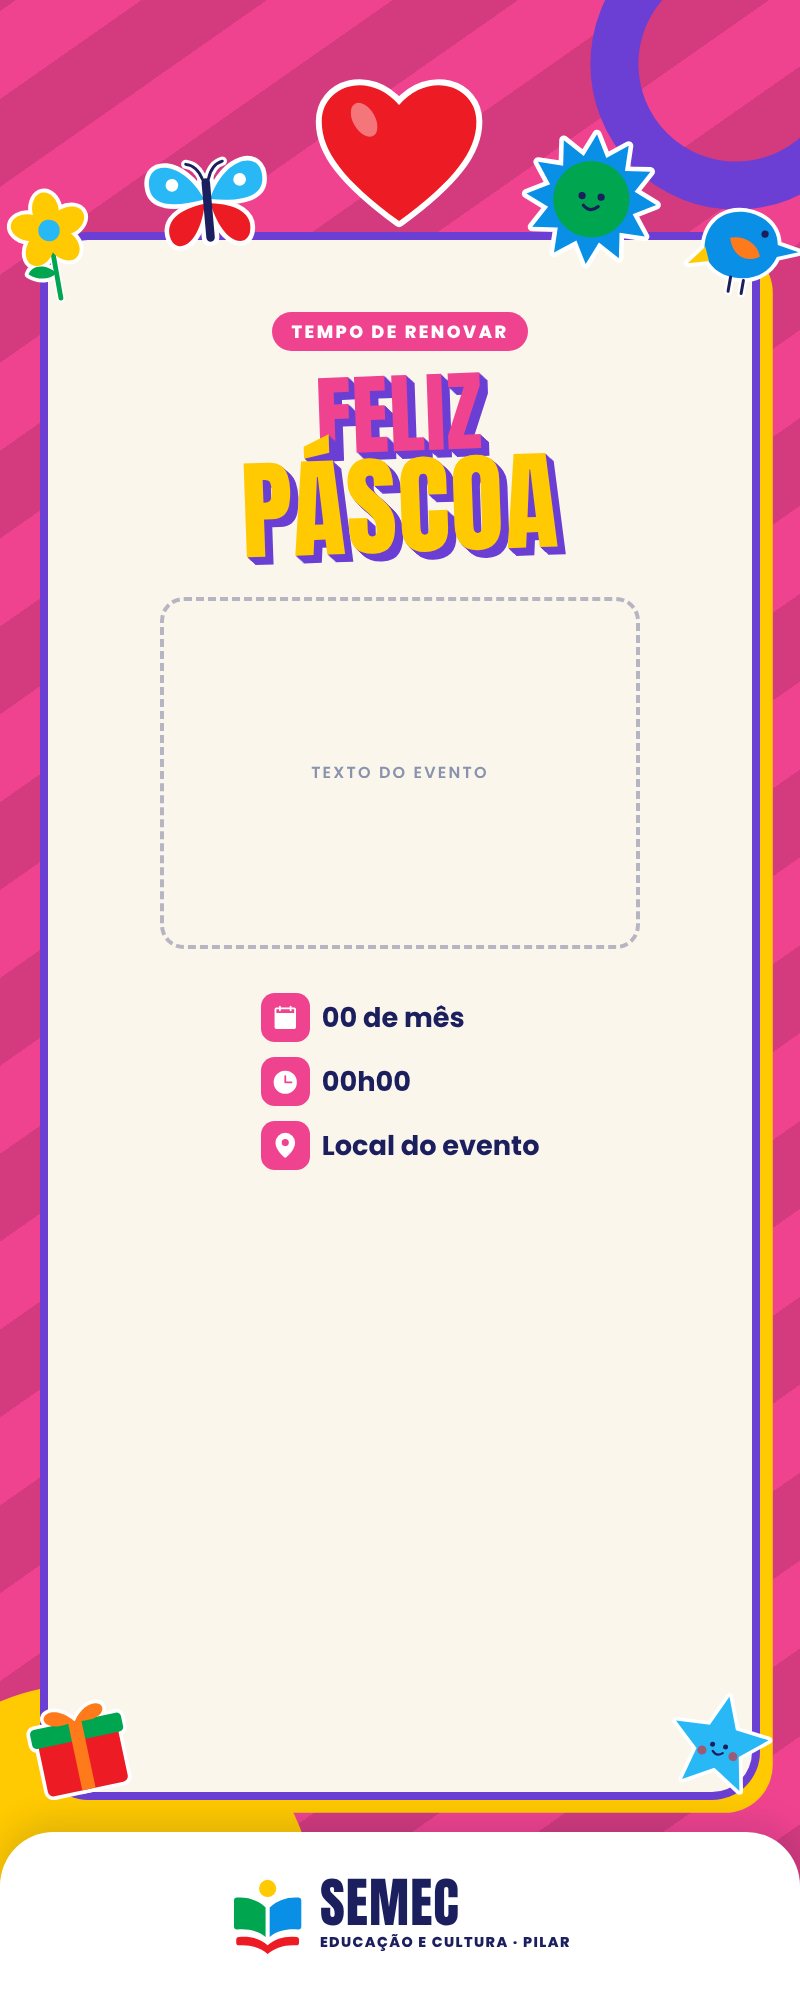 TEMPO DE RENOVAR
FELIZ
PÁSCOA
TEXTO DO EVENTO
00 de mês
00h00
Local do evento
SEMEC
EDUCAÇÃO E CULTURA · PILAR